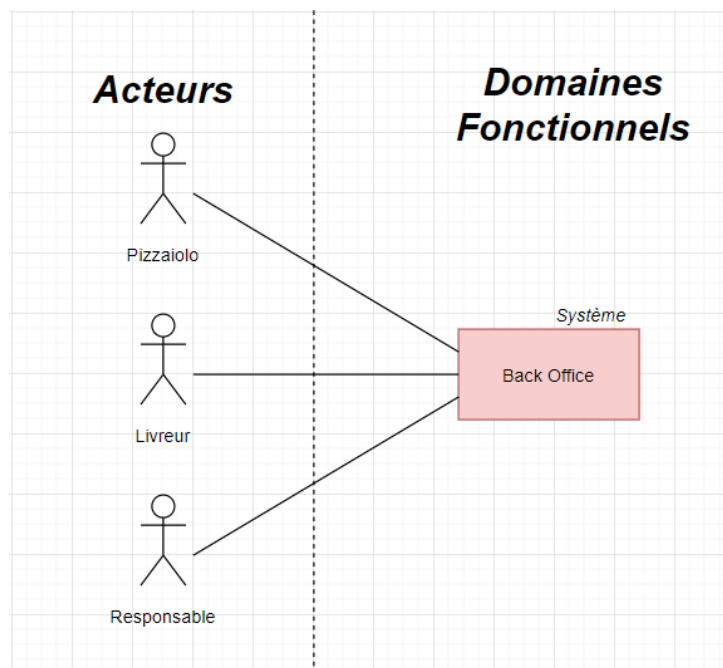 Acteurs
Domaines
Fonctionnels
Pizzaiolo
Système
Back Office
Livreur
Responsable